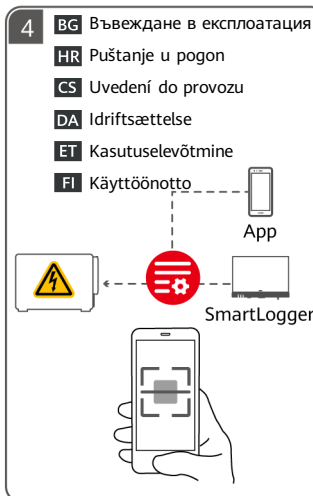 4
BG Въвеждане в експлоатация
HR Puštanje u pogon
CS Uvedení do provozu
DA Idriftsættelse
ET Kasutuselevõtmine
FI Käyttöönotto
App
SmartLogger